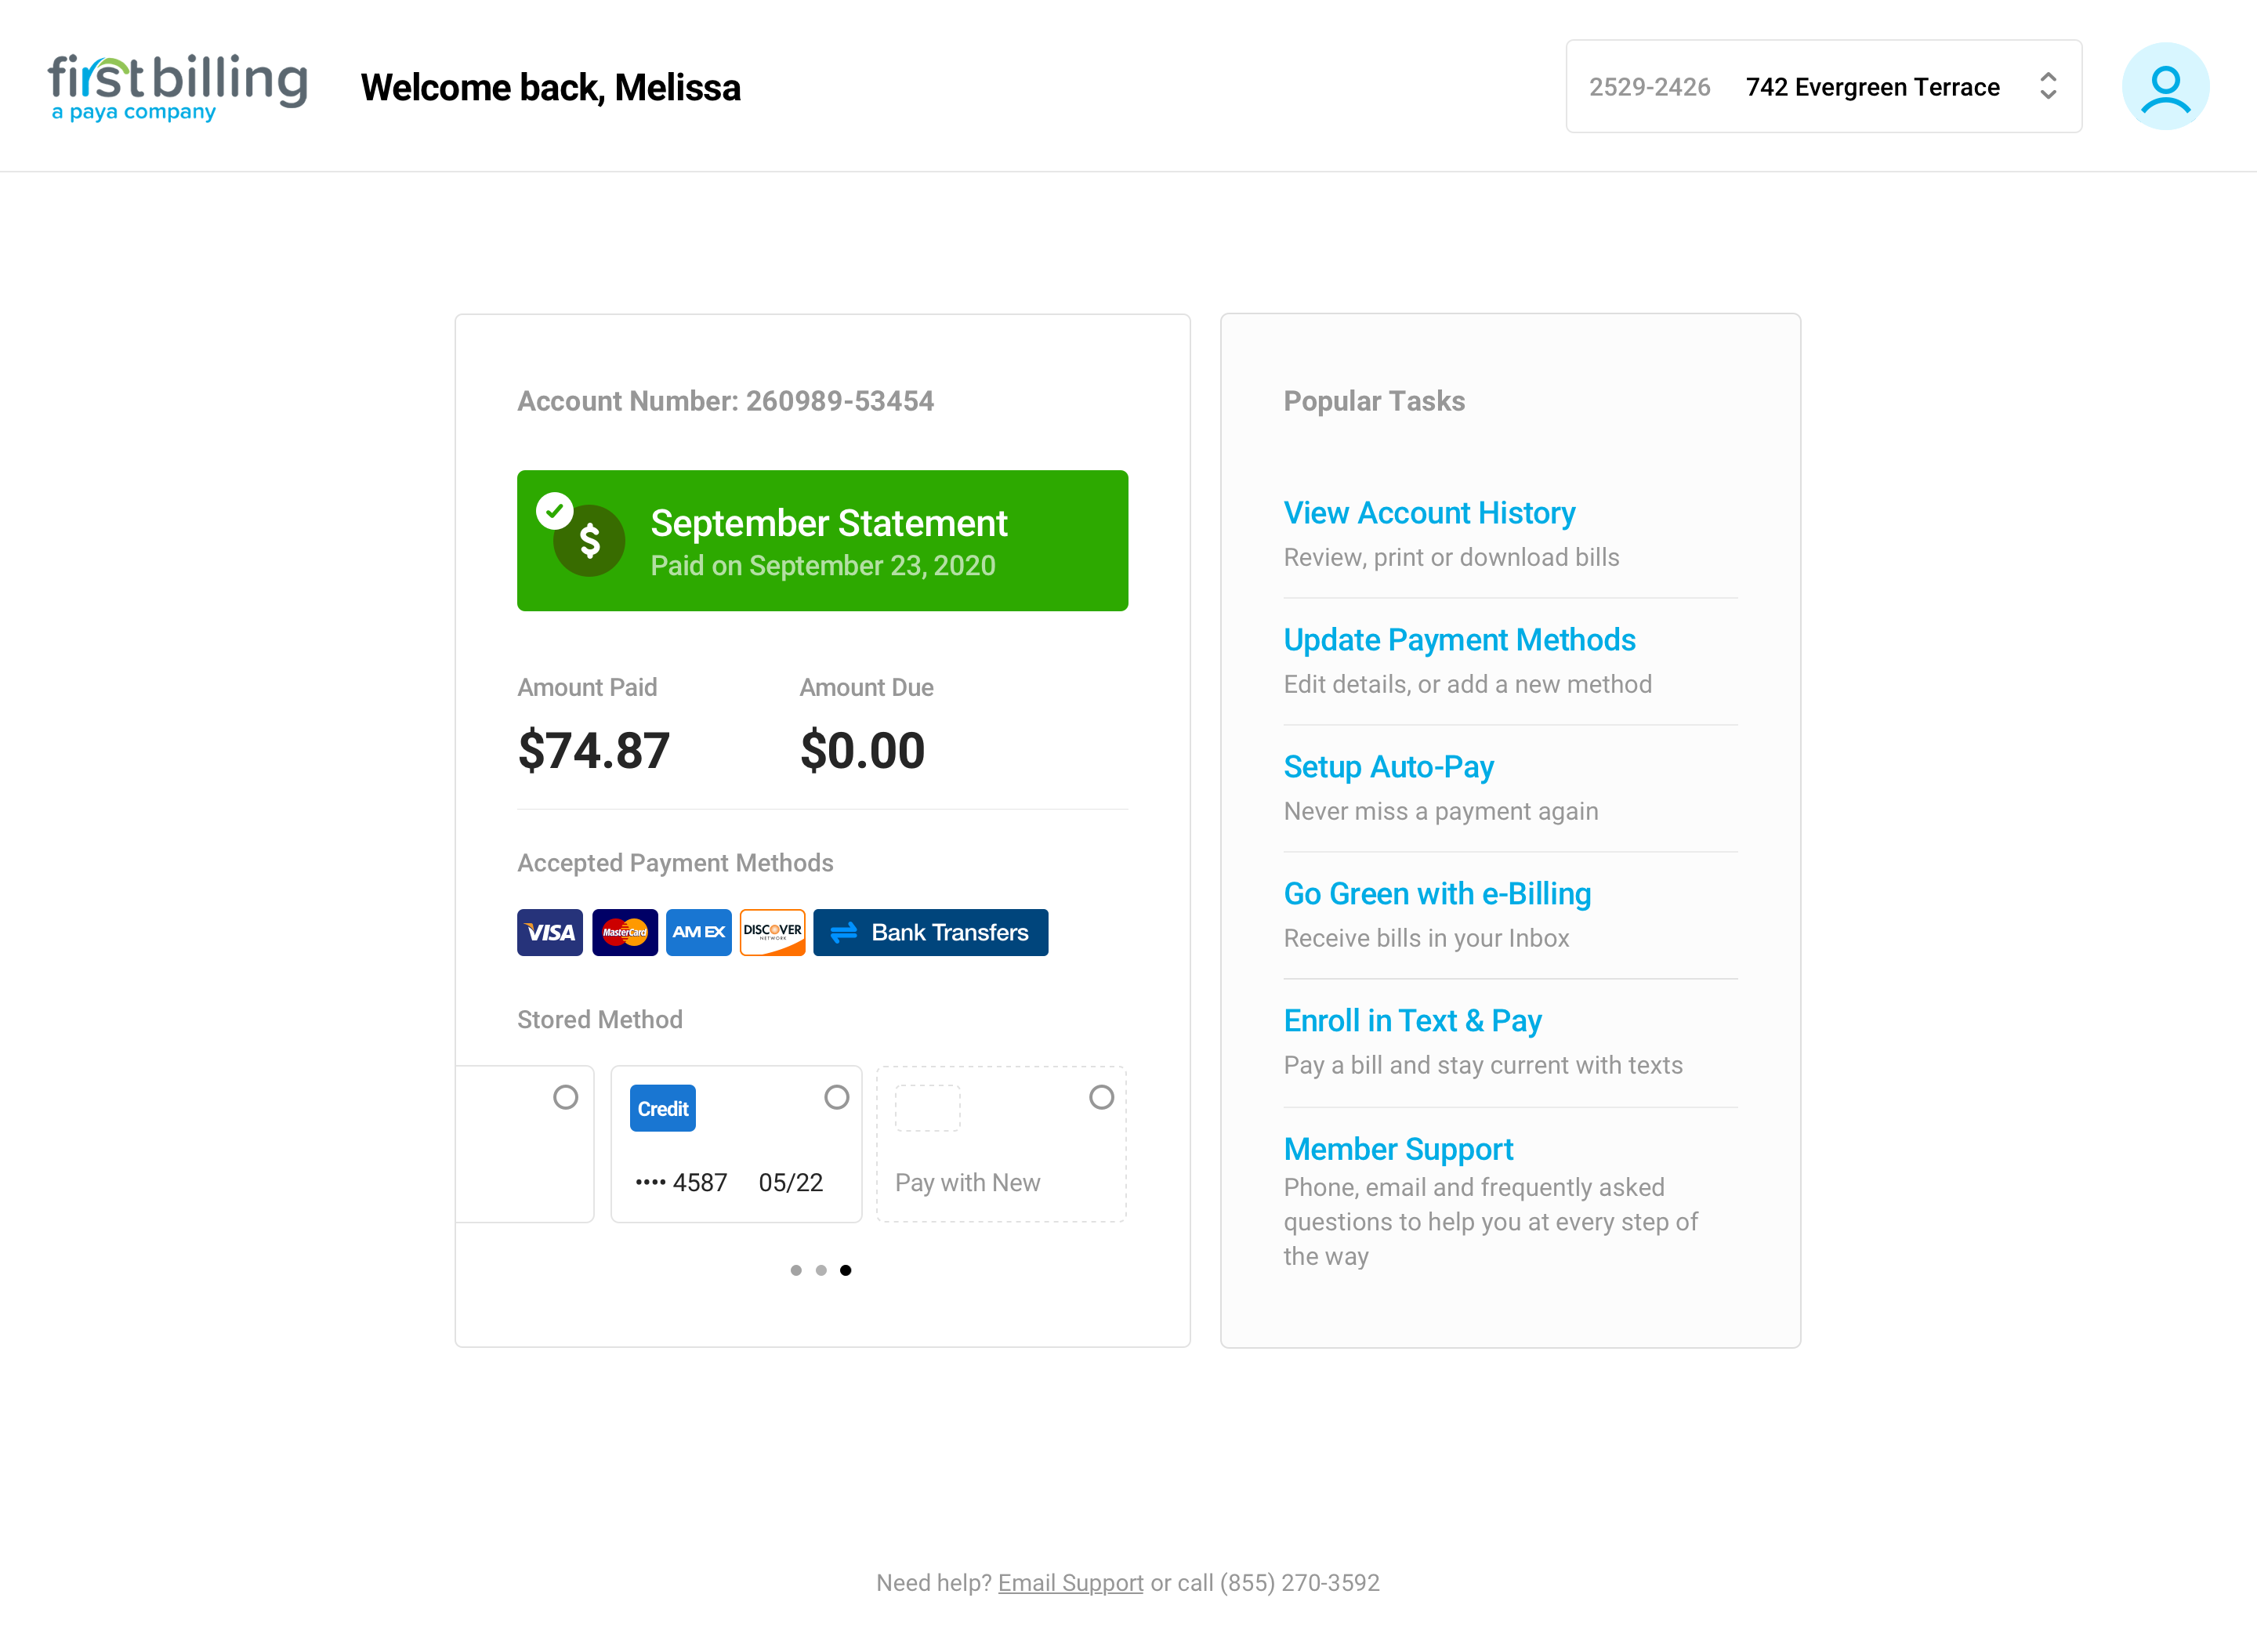 firstbilling
a paya company
Welcome back, Melissa
2529-2426 742 Evergreen Terrace
Account Number: 260989-53454
$
September Statement
Paid on September 23, 2020
Amount Paid Amount Due
$74.87 $0.00
Accepted Payment Methods
VISA MasterCard AM EX DISCOVER NETWORK Bank Transfers
Stored Method
Credit
•••• 4587 05/22
Pay with New
Popular Tasks
View Account History
Review, print or download bills
Update Payment Methods
Edit details, or add a new method
Setup Auto-Pay
Never miss a payment again
Go Green with e-Billing
Receive bills in your Inbox
Enroll in Text & Pay
Pay a bill and stay current with texts
Member Support
Phone, email and frequently asked
questions to help you at every step of
the way
Need help? Email Support or call (855) 270-3592